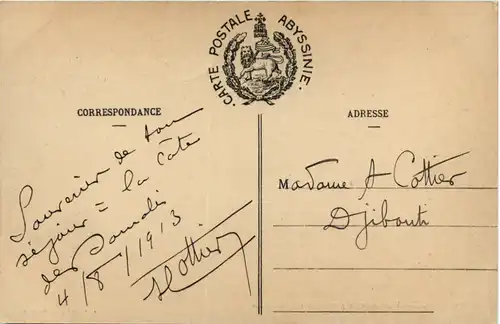 CARTE POSTALE ABYSSINIE.
CORRESPONDANCE
Souvenir de ton
séjour à la côte
des Somalis
4/8/1913
ACottier
ADRESSE
Madame A Cottier
Djibouti